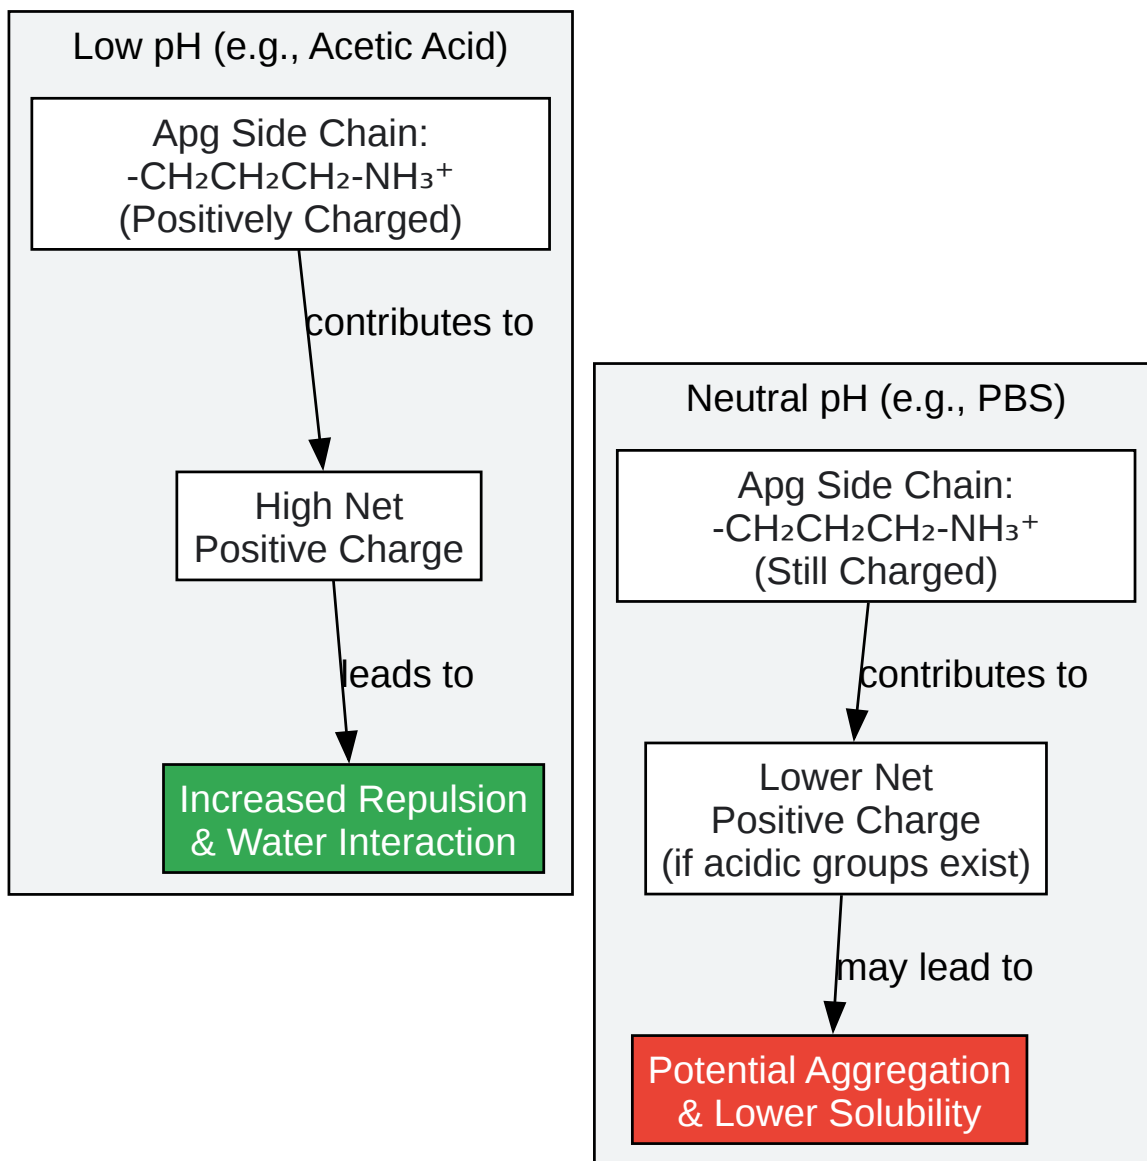 Low pH (e.g., Acetic Acid)
Apg Side Chain:
-CH₂CH₂CH₂-NH₃⁺
(Positively Charged)
contributes to
High Net
Positive Charge
leads to
Increased Repulsion
& Water Interaction
Neutral pH (e.g., PBS)
Apg Side Chain:
-CH₂CH₂CH₂-NH₃⁺
(Still Charged)
contributes to
Lower Net
Positive Charge
(if acidic groups exist)
may lead to
Potential Aggregation
& Lower Solubility